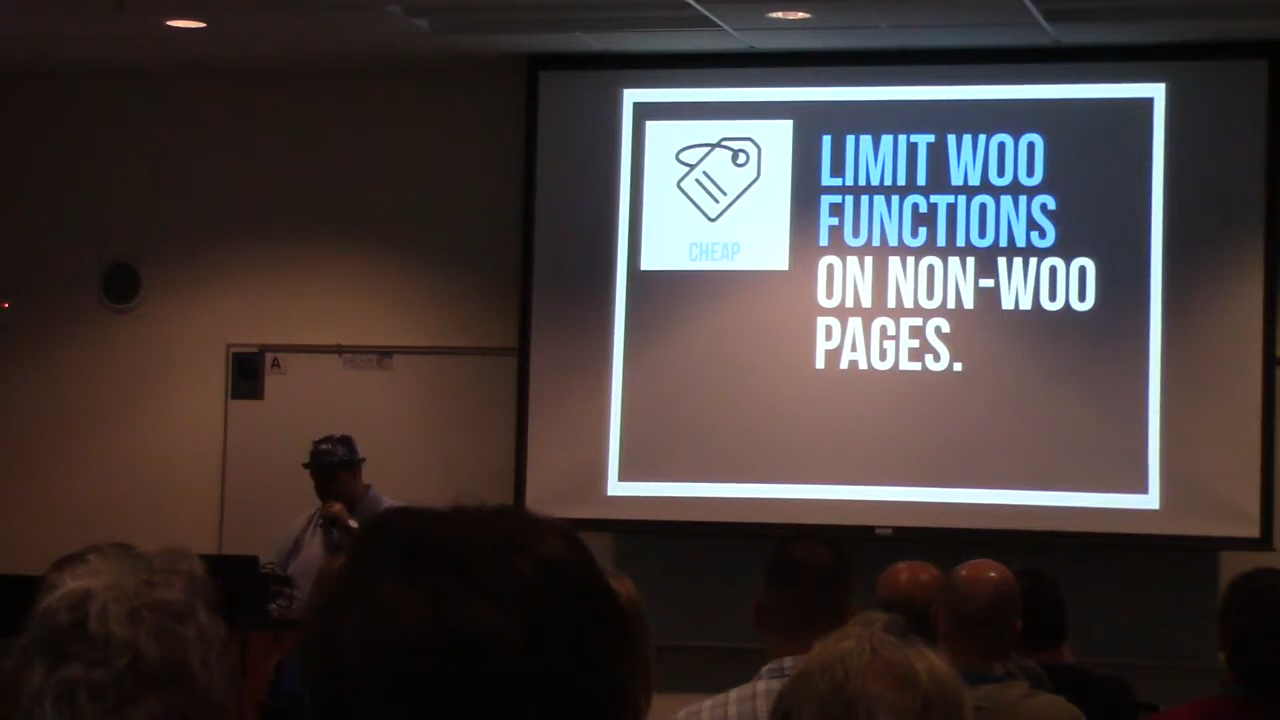 LIMIT WOO
FUNCTIONS
ON NON-WOO
PAGES.
CHEAP
A